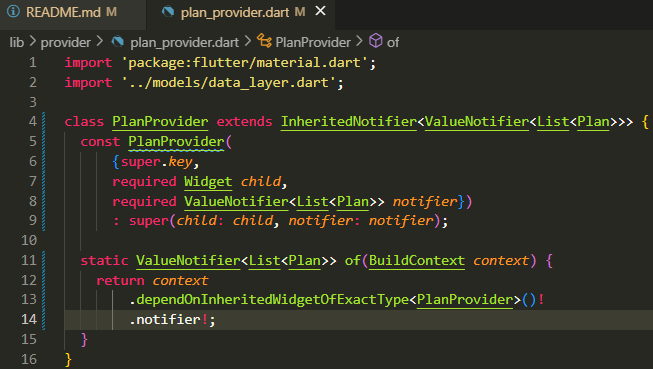 README.md M plan_provider.dart M
lib > provider > plan_provider.dart > PlanProvider > of
1 import 'package:flutter/material.dart';
2 import '../models/data_layer.dart';
3
4 class PlanProvider extends InheritedNotifier<ValueNotifier<List<Plan>>> {
5   const PlanProvider(
6       {super.key,
7       required Widget child,
8       required ValueNotifier<List<Plan>> notifier})
9       : super(child: child, notifier: notifier);
10
11   static ValueNotifier<List<Plan>> of(BuildContext context) {
12     return context
13         .dependOnInheritedWidgetOfExactType<PlanProvider>()!
14         .notifier!;
15   }
16 }